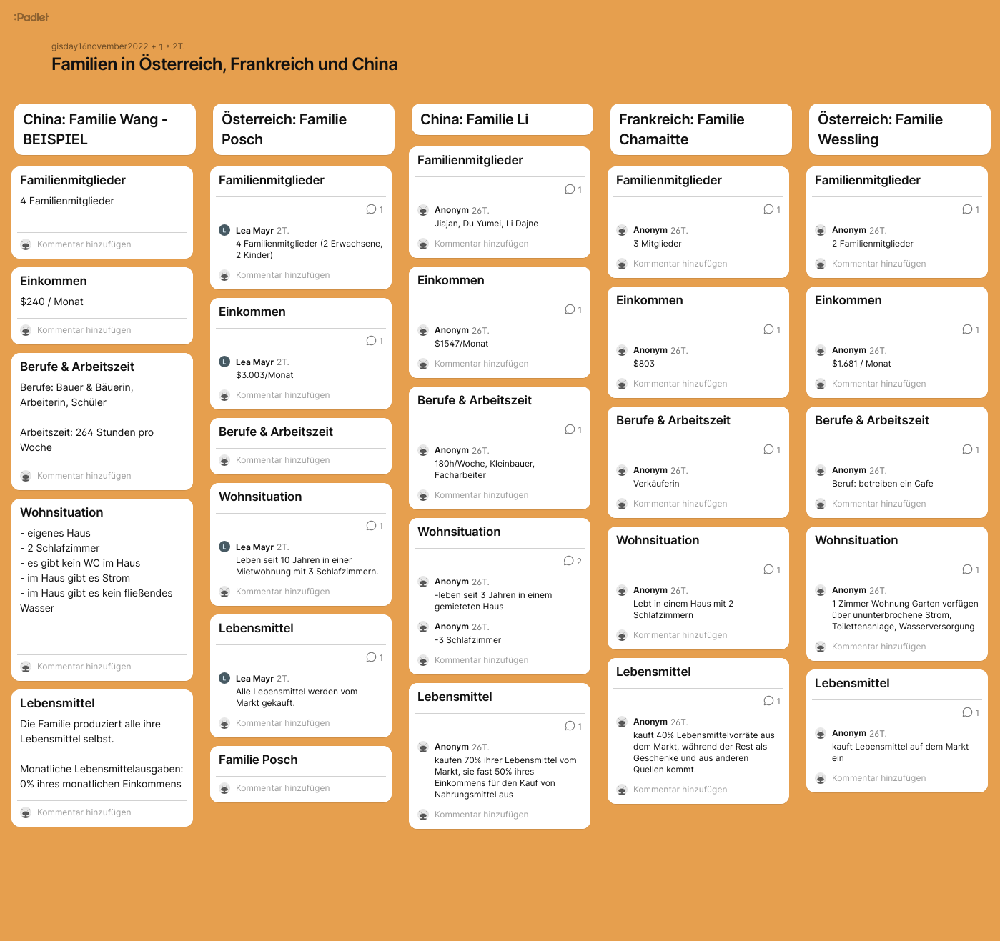 :Padlet
gisday16november2022 + 1 • 2T.
Familien in Österreich, Frankreich und China
China: Familie Wang -
BEISPIEL
Familienmitglieder
4 Familienmitglieder
Kommentar hinzufügen
Einkommen
$240 / Monat
Kommentar hinzufügen
Berufe & Arbeitszeit
Berufe: Bauer & Bäuerin,
Arbeiterin, Schüler
Arbeitszeit: 264 Stunden pro
Woche
Kommentar hinzufügen
Wohnsituation
- eigenes Haus
- 2 Schlafzimmer
- es gibt kein WC im Haus
- im Haus gibt es Strom
- im Haus gibt es kein fließendes
Wasser
Kommentar hinzufügen
Lebensmittel
Die Familie produziert alle ihre
Lebensmittel selbst.
Monatliche Lebensmittelausgaben:
0% ihres monatlichen Einkommens
Kommentar hinzufügen
Österreich: Familie
Posch
Familienmitglieder
1
L Lea Mayr 2T.
4 Familienmitglieder (2 Erwachsene,
2 Kinder)
Kommentar hinzufügen
Einkommen
1
L Lea Mayr 2T.
$3.003/Monat
Kommentar hinzufügen
Berufe & Arbeitszeit
Kommentar hinzufügen
Wohnsituation
1
L Lea Mayr 2T.
Leben seit 10 Jahren in einer
Mietwohnung mit 3 Schlafzimmern.
Kommentar hinzufügen
Lebensmittel
1
L Lea Mayr 2T.
Alle Lebensmittel werden vom
Markt gekauft.
Kommentar hinzufügen
Familie Posch
Kommentar hinzufügen
China: Familie Li
Familienmitglieder
1
Anonym 26T.
Jiajan, Du Yumei, Li Dajne
Kommentar hinzufügen
Einkommen
1
Anonym 26T.
$1547/Monat
Kommentar hinzufügen
Berufe & Arbeitszeit
1
Anonym 26T.
180h/Woche, Kleinbauer,
Facharbeiter
Kommentar hinzufügen
Wohnsituation
2
Anonym 26T.
-leben seit 3 Jahren in einem
gemieteten Haus
Anonym 26T.
-3 Schlafzimmer
Kommentar hinzufügen
Lebensmittel
1
Anonym 26T.
kaufen 70% ihrer Lebensmittel vom
Markt, sie fast 50% ihres
Einkommens für den Kauf von
Nahrungsmittel aus
Kommentar hinzufügen
Frankreich: Familie
Chamaitte
Familienmitglieder
1
Anonym 26T.
3 Mitglieder
Kommentar hinzufügen
Einkommen
1
Anonym 26T.
$803
Kommentar hinzufügen
Berufe & Arbeitszeit
1
Anonym 26T.
Verkäuferin
Kommentar hinzufügen
Wohnsituation
1
Anonym 26T.
Lebt in einem Haus mit 2
Schlafzimmern
Kommentar hinzufügen
Lebensmittel
1
Anonym 26T.
kauft 40% Lebensmittelvorräte aus
dem Markt, während der Rest als
Geschenke und aus anderen
Quellen kommt.
Kommentar hinzufügen
Österreich: Familie
Wessling
Familienmitglieder
1
Anonym 26T.
2 Familienmitglieder
Kommentar hinzufügen
Einkommen
1
Anonym 26T.
$1.681 / Monat
Kommentar hinzufügen
Berufe & Arbeitszeit
1
Anonym 26T.
Beruf: betreiben ein Cafe
Kommentar hinzufügen
Wohnsituation
1
Anonym 26T.
1 Zimmer Wohnung Garten verfügen
über ununterbrochene Strom,
Toilettenanlage, Wasserversorgung
Kommentar hinzufügen
Lebensmittel
1
Anonym 26T.
kauft Lebensmittel auf dem Markt
ein
Kommentar hinzufügen